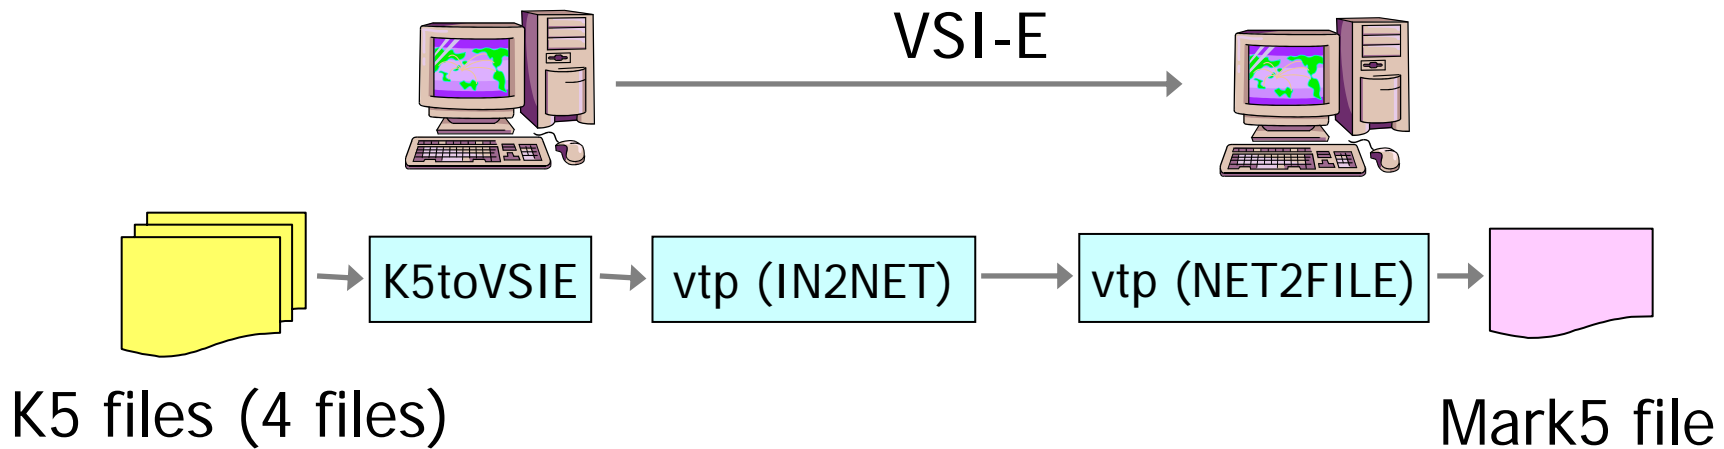 VSI-E
K5toVSIE
vtp (IN2NET)
vtp (NET2FILE)
K5 files (4 files)
Mark5 file